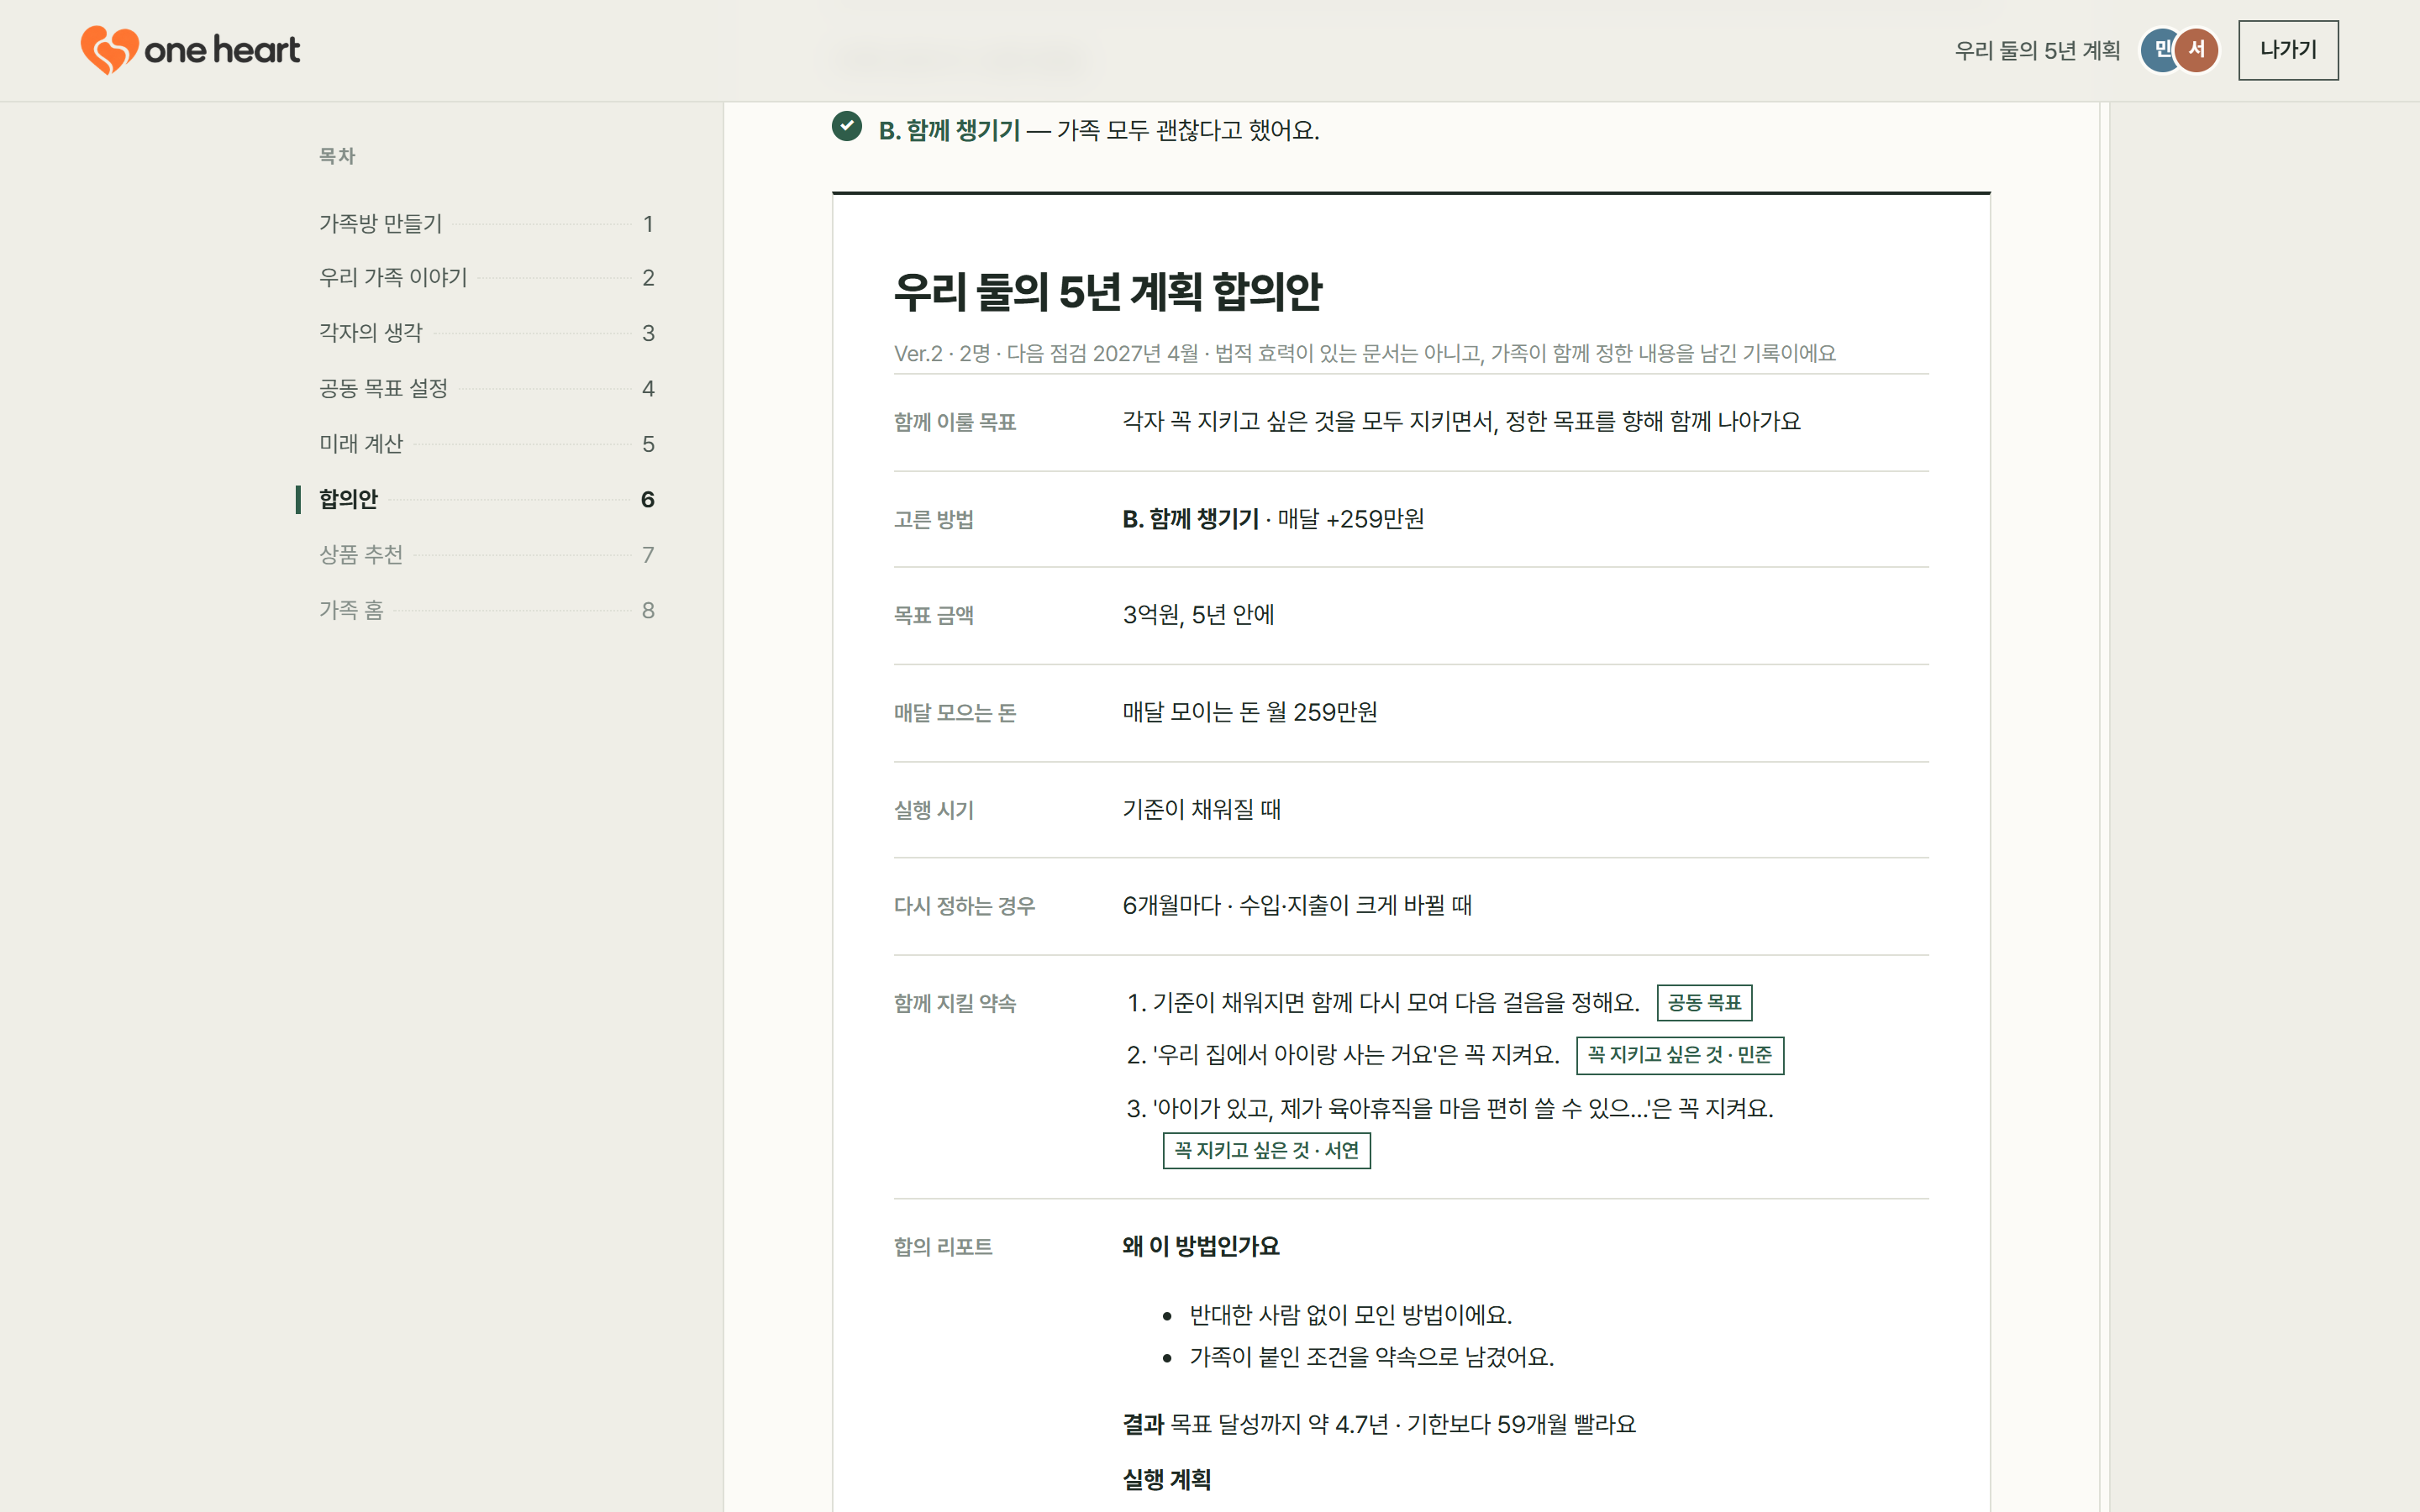 one heart
우리 둘의 5년 계획
민
서
나가기
목차
가족방 만들기 1
우리 가족 이야기 2
각자의 생각 3
공동 목표 설정 4
미래 계산 5
합의안 6
상품 추천 7
가족 홈 8
B. 함께 챙기기 — 가족 모두 괜찮다고 했어요.
우리 둘의 5년 계획 합의안
Ver.2 · 2명 · 다음 점검 2027년 4월 · 법적 효력이 있는 문서는 아니고, 가족이 함께 정한 내용을 남긴 기록이에요
함께 이룰 목표 각자 꼭 지키고 싶은 것을 모두 지키면서, 정한 목표를 향해 함께 나아가요
고른 방법 B. 함께 챙기기 · 매달 +259만원
목표 금액 3억원, 5년 안에
매달 모으는 돈 매달 모이는 돈 월 259만원
실행 시기 기준이 채워질 때
다시 정하는 경우 6개월마다 · 수입·지출이 크게 바뀔 때
함께 지킬 약속 1. 기준이 채워지면 함께 다시 모여 다음 걸음을 정해요. 공동 목표
2. '우리 집에서 아이랑 사는 거요'은 꼭 지켜요. 꼭 지키고 싶은 것 · 민준
3. '아이가 있고, 제가 육아휴직을 마음 편히 쓸 수 있으…'은 꼭 지켜요.
꼭 지키고 싶은 것 · 서연
합의 리포트 왜 이 방법인가요
• 반대한 사람 없이 모인 방법이에요.
• 가족이 붙인 조건을 약속으로 남겼어요.
결과 목표 달성까지 약 4.7년 · 기한보다 59개월 빨라요
실행 계획